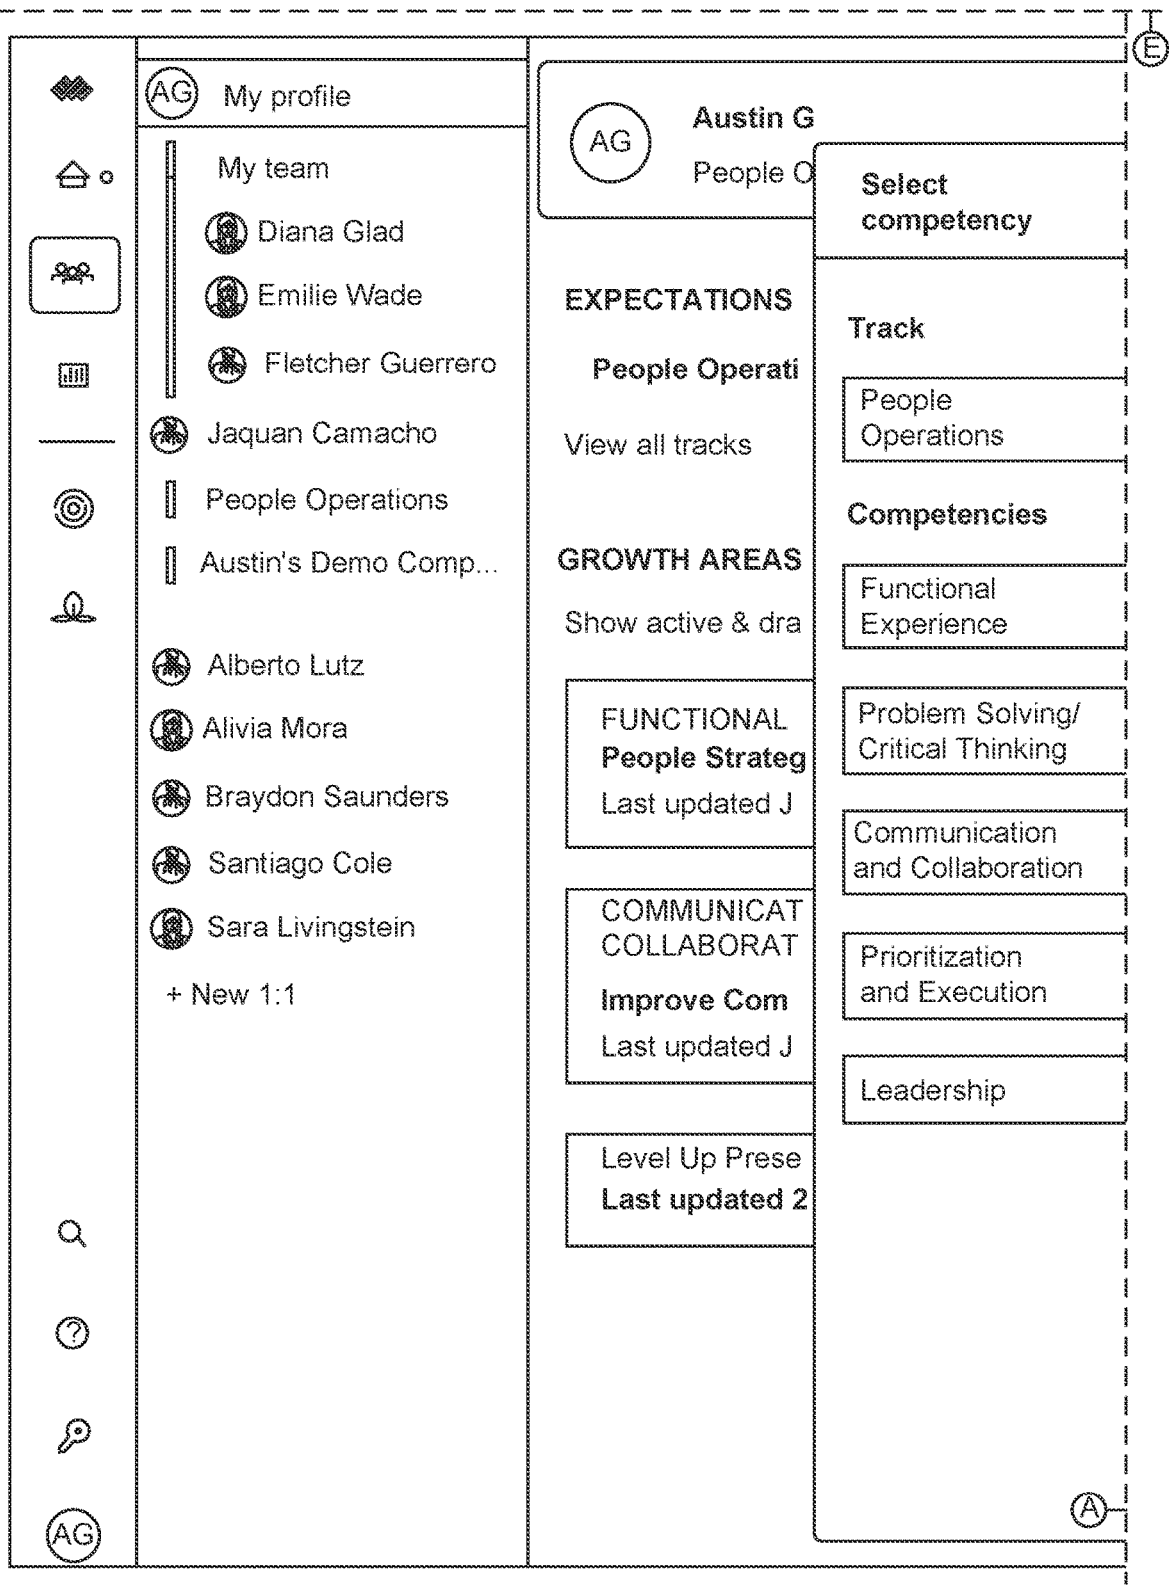 E
AG My profile
My team
Diana Glad
Emilie Wade
Fletcher Guerrero
Jaquan Camacho
People Operations
Austin's Demo Comp...
Alberto Lutz
Alivia Mora
Braydon Saunders
Santiago Cole
Sara Livingstein
+ New 1:1
?
AG
AG
Austin G
People O
EXPECTATIONS
People Operati
View all tracks
GROWTH AREAS
Show active & dra
FUNCTIONAL
People Strateg
Last updated J
COMMUNICAT
COLLABORAT
Improve Com
Last updated J
Level Up Prese
Last updated 2
Select
competency
Track
People
Operations
Competencies
Functional
Experience
Problem Solving/
Critical Thinking
Communication
and Collaboration
Prioritization
and Execution
Leadership
A